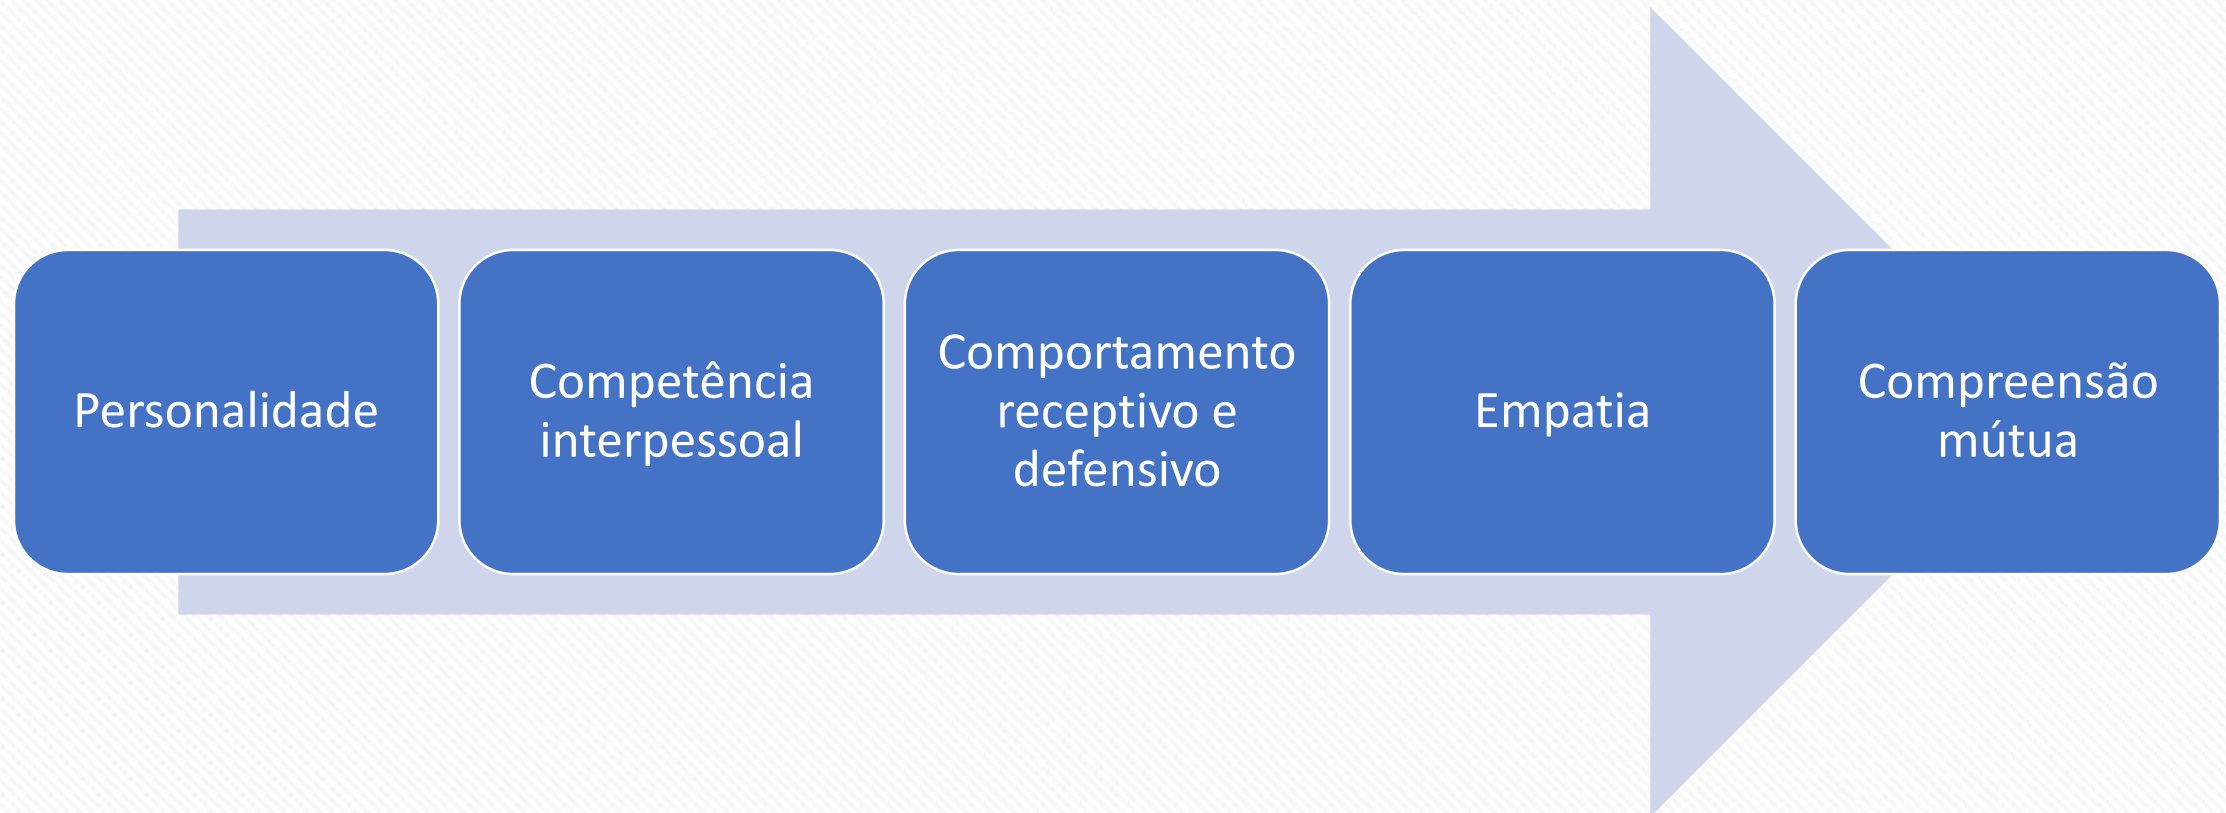 Personalidade
Competência
interpessoal
Comportamento
receptivo e
defensivo
Empatia
Compreensão
mútua